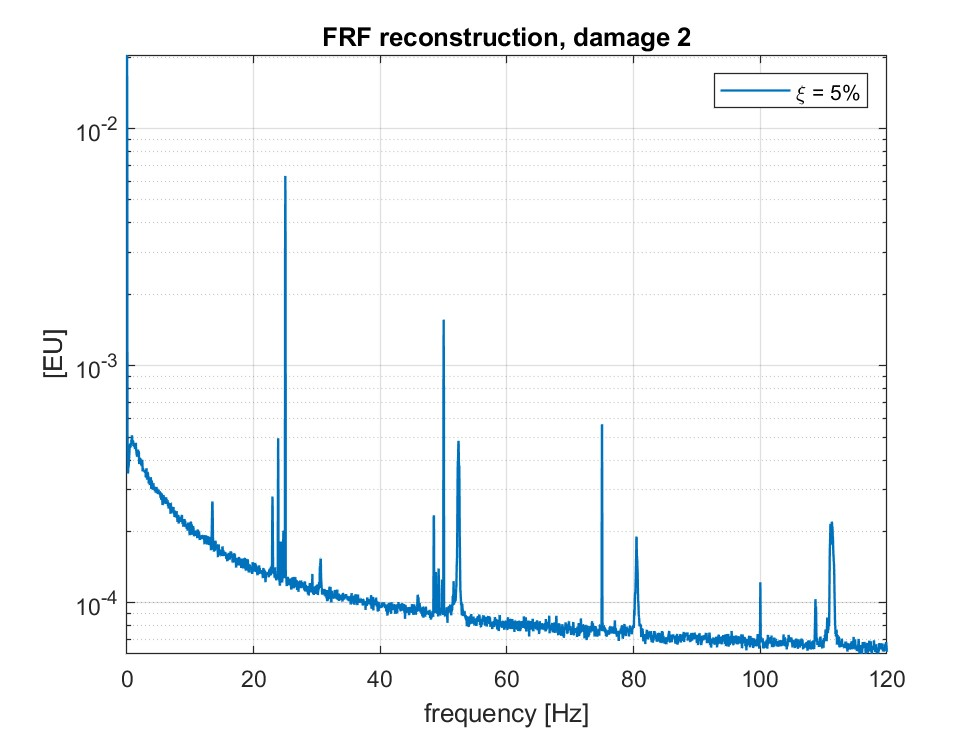 FRF reconstruction, damage 2
ξ = 5%
10^-2
10^-3
10^-4
[EU]
0 20 40 60 80 100 120
frequency [Hz]